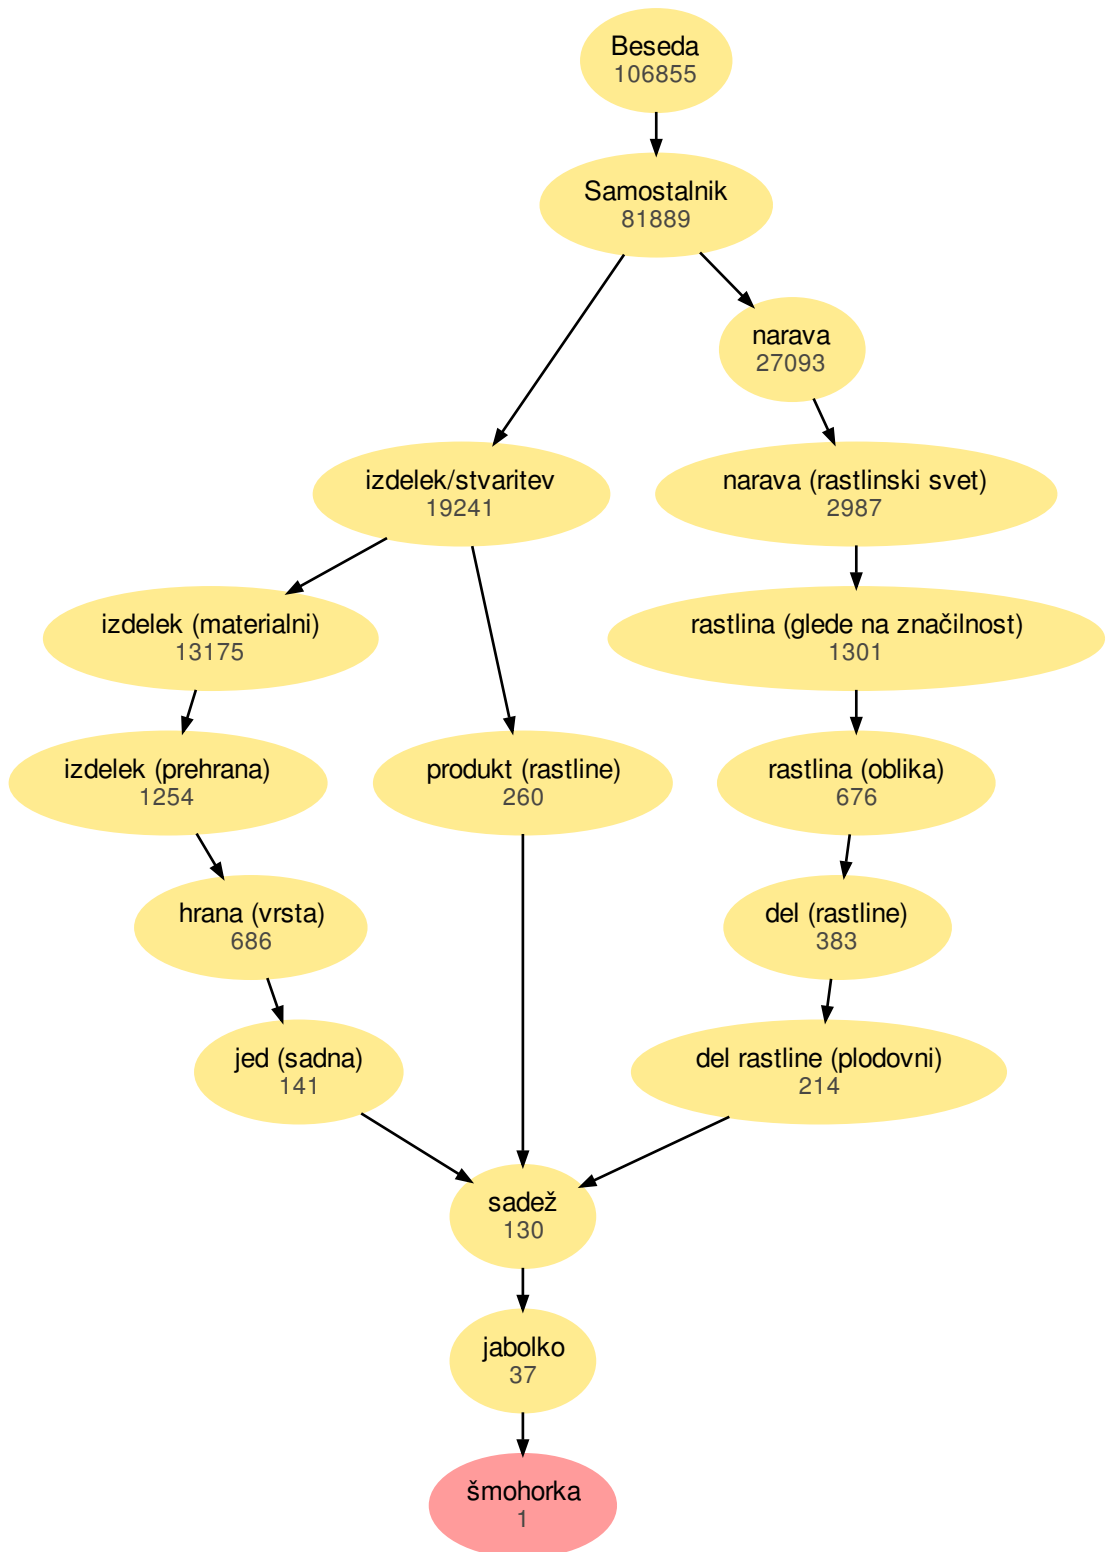 Beseda
106855
Samostalnik
81889
narava
27093
izdelek/stvaritev
19241
narava (rastlinski svet)
2987
izdelek (materialni)
13175
rastlina (glede na značilnost)
1301
izdelek (prehrana)
1254
produkt (rastline)
260
rastlina (oblika)
676
hrana (vrsta)
686
del (rastline)
383
jed (sadna)
141
del rastline (plodovni)
214
sadež
130
jabolko
37
šmohorka
1